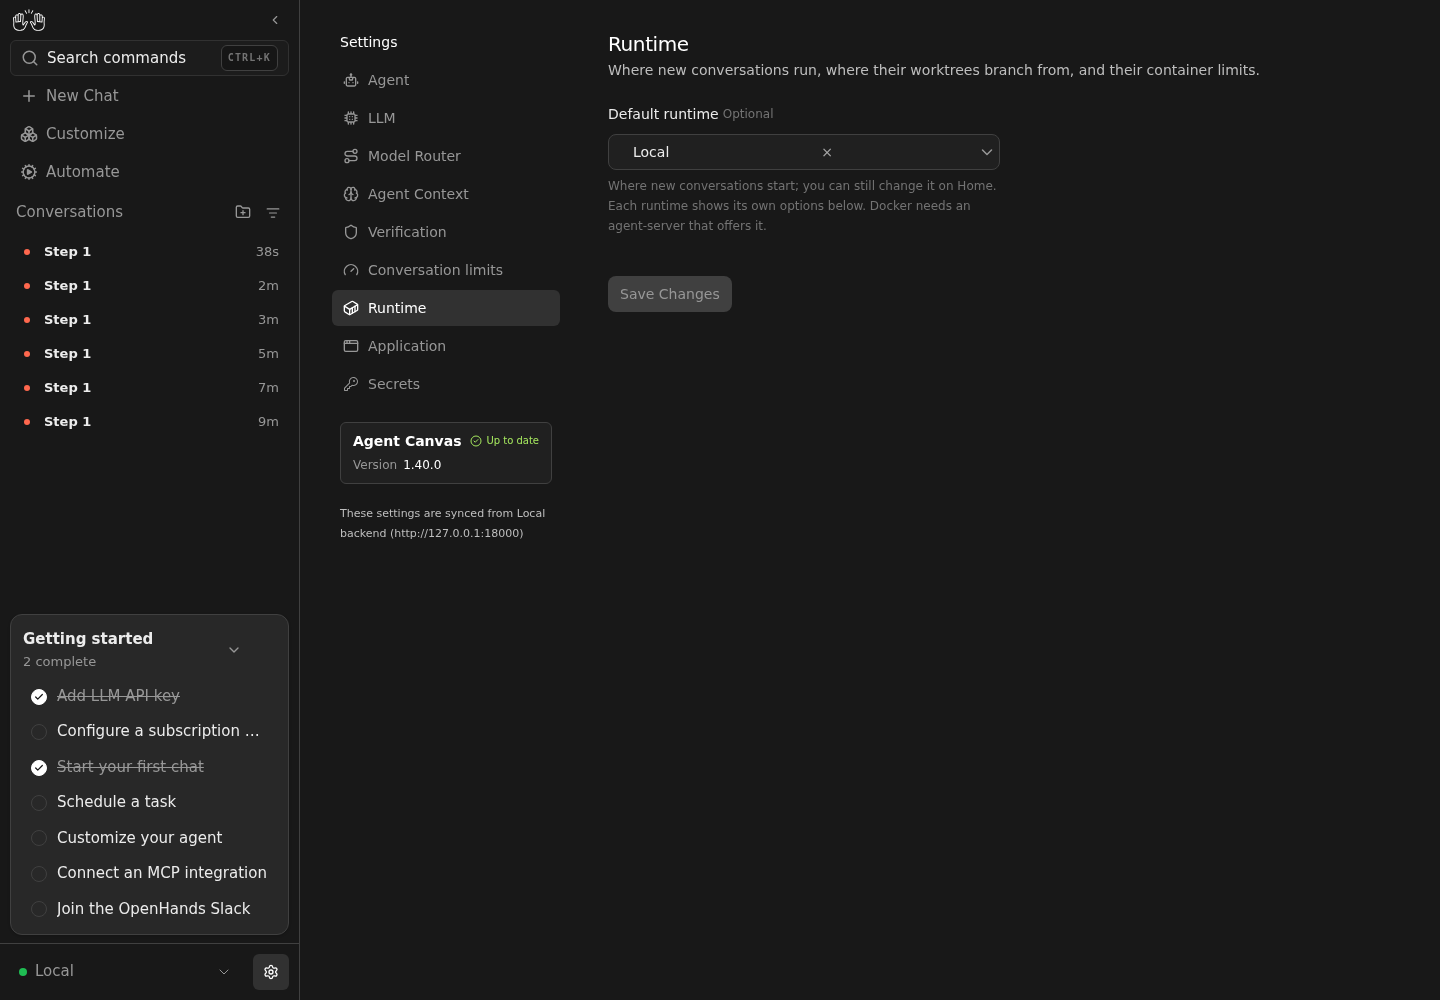 Search commands CTRL+K
New Chat
Customize
Automate
Conversations
Step 1 38s
Step 1 2m
Step 1 3m
Step 1 5m
Step 1 7m
Step 1 9m
Getting started
2 complete
Add LLM API key
Configure a subscription ...
Start your first chat
Schedule a task
Customize your agent
Connect an MCP integration
Join the OpenHands Slack
Local
Settings
Agent
LLM
Model Router
Agent Context
Verification
Conversation limits
Runtime
Application
Secrets
Agent Canvas Up to date
Version 1.40.0
These settings are synced from Local
backend (http://127.0.0.1:18000)
Runtime
Where new conversations run, where their worktrees branch from, and their container limits.
Default runtime Optional
Local
Where new conversations start; you can still change it on Home.
Each runtime shows its own options below. Docker needs an
agent-server that offers it.
Save Changes